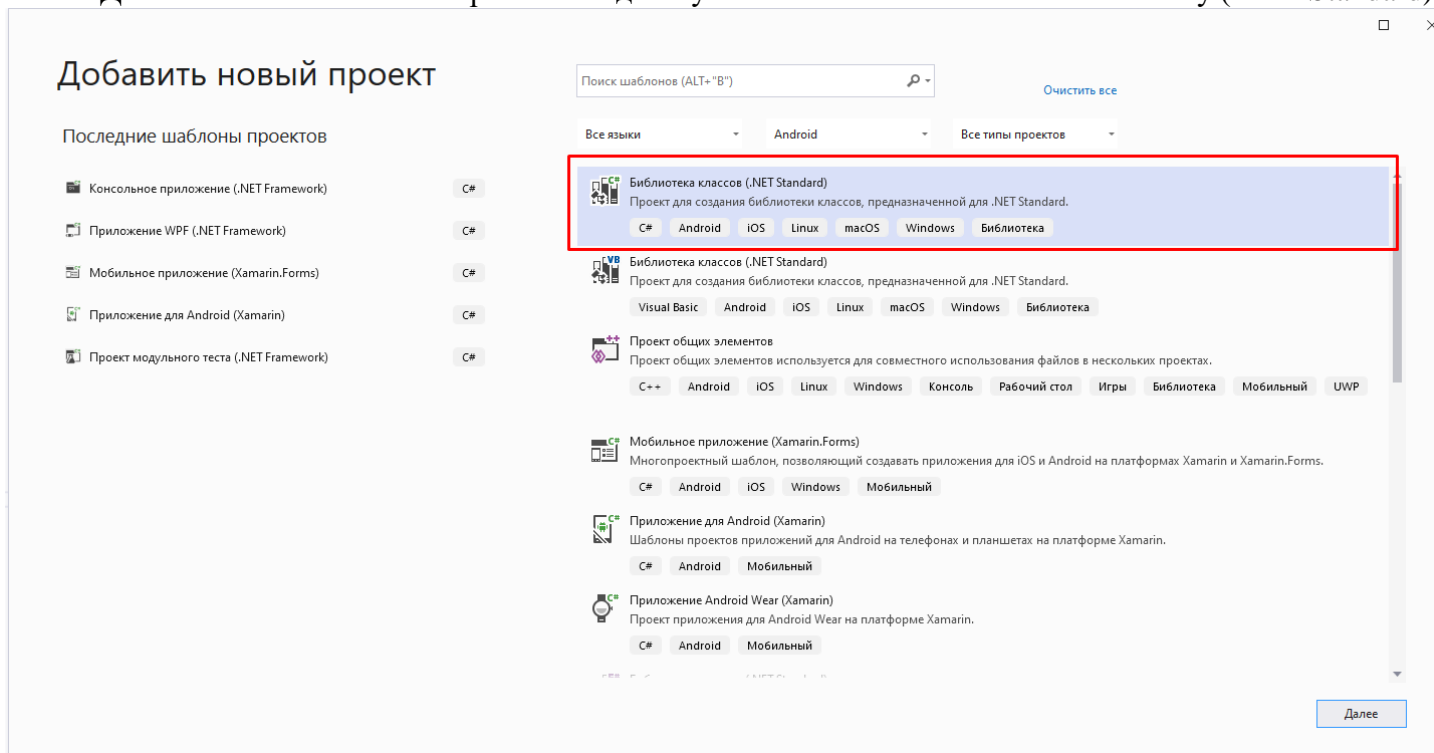 Добавить новый проект
Поиск шаблонов (ALT+"B")
Очистить все
Последние шаблоны проектов
Все языки
Android
Все типы проектов
Консольное приложение (.NET Framework) C#
Приложение WPF (.NET Framework) C#
Мобильное приложение (Xamarin.Forms) C#
Приложение для Android (Xamarin) C#
Проект модульного теста (.NET Framework) C#
Библиотека классов (.NET Standard)
Проект для создания библиотеки классов, предназначенной для .NET Standard.
C# Android iOS Linux macOS Windows Библиотека
Библиотека классов (.NET Standard)
Проект для создания библиотеки классов, предназначенной для .NET Standard.
Visual Basic Android iOS Linux macOS Windows Библиотека
Проект общих элементов
Проект общих элементов используется для совместного использования файлов в нескольких проектах.
C++ Android iOS Linux Windows Консоль Рабочий стол Игры Библиотека Мобильный UWP
Мобильное приложение (Xamarin.Forms)
Многопроектный шаблон, позволяющий создавать приложения для iOS и Android на платформах Xamarin и Xamarin.Forms.
C# Android iOS Windows Мобильный
Приложение для Android (Xamarin)
Шаблоны проектов приложений для Android на телефонах и планшетах на платформе Xamarin.
C# Android Мобильный
Приложение Android Wear (Xamarin)
Проект приложения для Android Wear на платформе Xamarin.
C# Android Мобильный
Далее